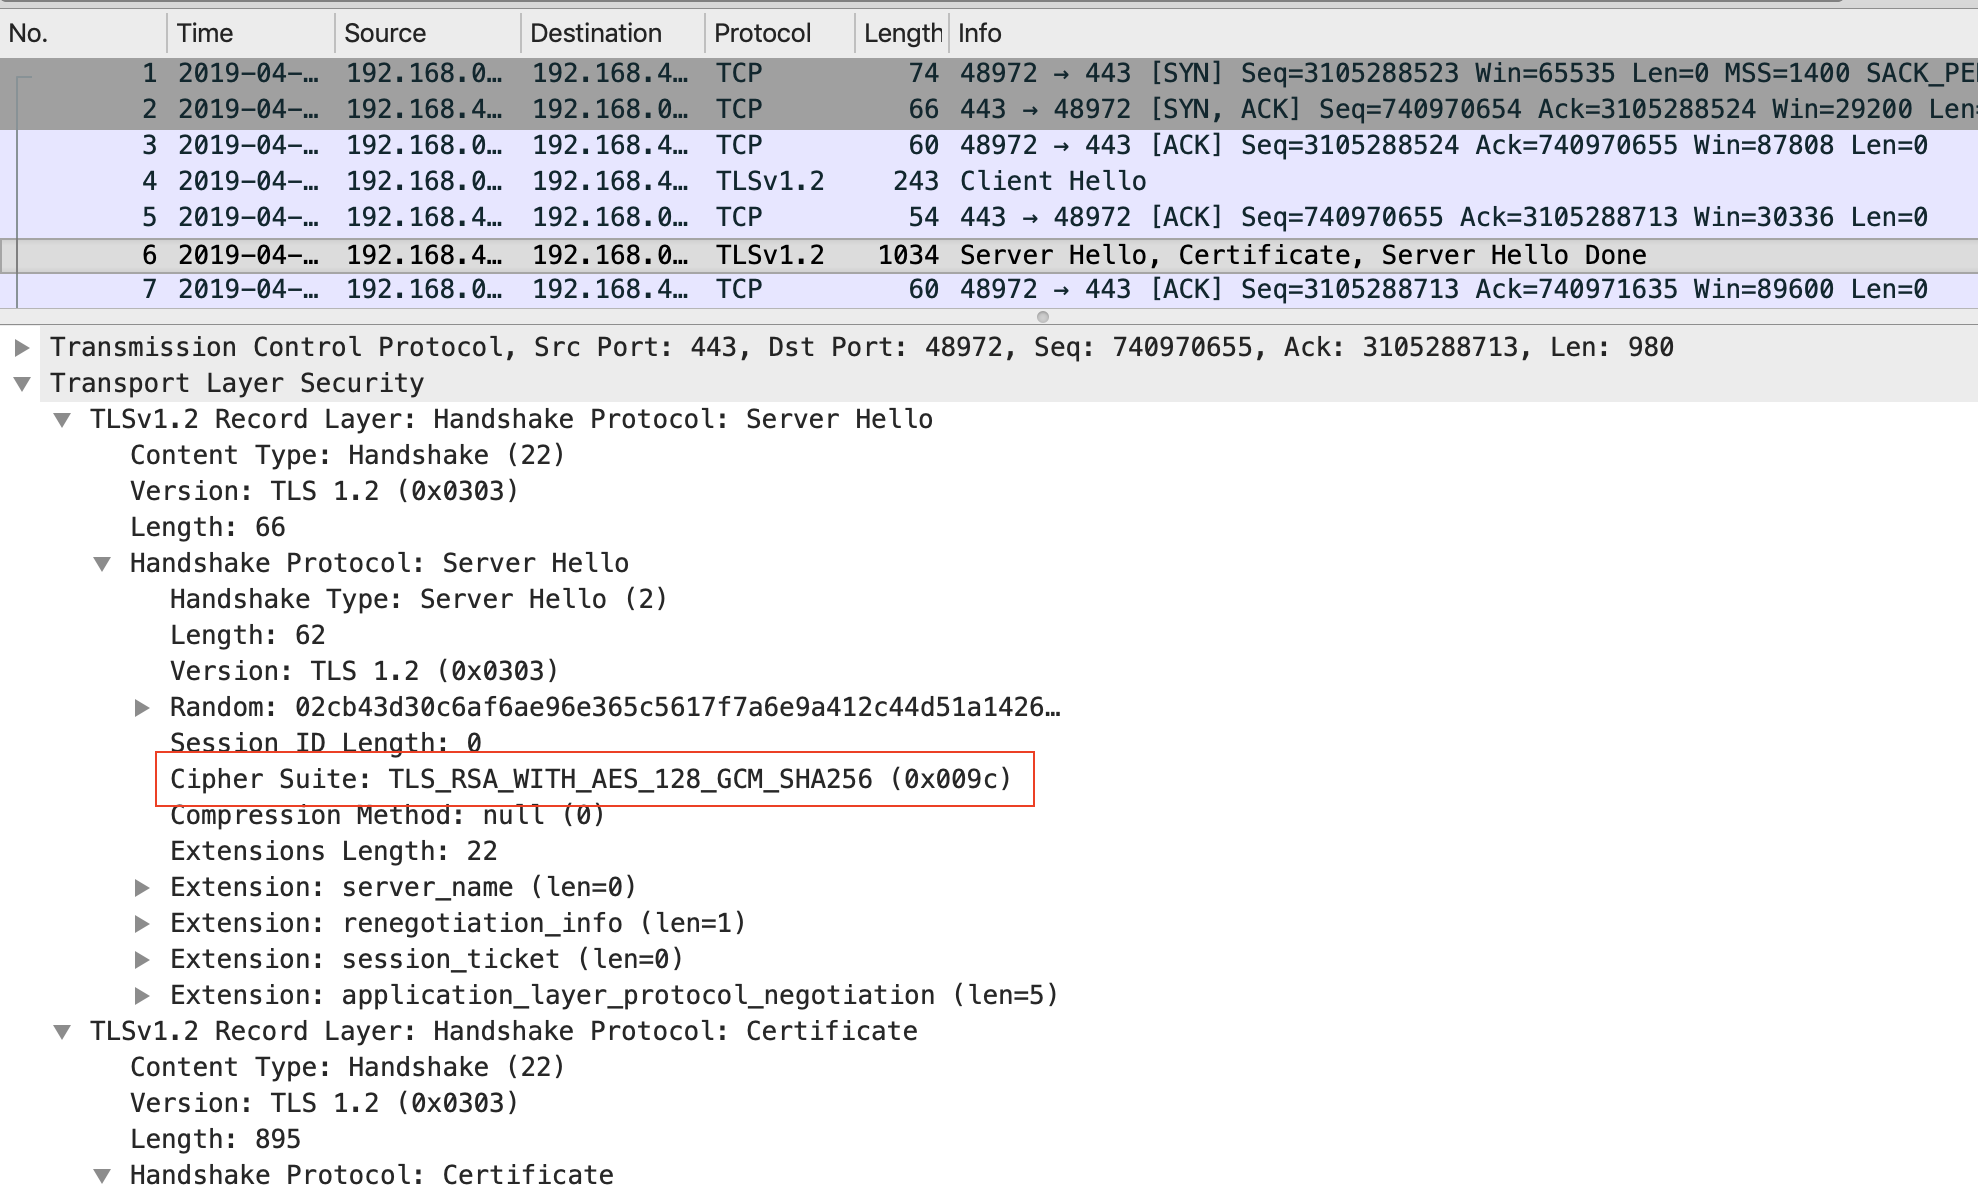 No. Time Source Destination Protocol Length Info
1 2019-04-… 192.168.0… 192.168.4… TCP 74 48972 → 443 [SYN] Seq=3105288523 Win=65535 Len=0 MSS=1400 SACK_PE
2 2019-04-… 192.168.4… 192.168.0… TCP 66 443 → 48972 [SYN, ACK] Seq=740970654 Ack=3105288524 Win=29200 Len=
3 2019-04-… 192.168.0… 192.168.4… TCP 60 48972 → 443 [ACK] Seq=3105288524 Ack=740970655 Win=87808 Len=0
4 2019-04-… 192.168.0… 192.168.4… TLSv1.2 243 Client Hello
5 2019-04-… 192.168.4… 192.168.0… TCP 54 443 → 48972 [ACK] Seq=740970655 Ack=3105288713 Win=30336 Len=0
6 2019-04-… 192.168.4… 192.168.0… TLSv1.2 1034 Server Hello, Certificate, Server Hello Done
7 2019-04-… 192.168.0… 192.168.4… TCP 60 48972 → 443 [ACK] Seq=3105288713 Ack=740971635 Win=89600 Len=0
Transmission Control Protocol, Src Port: 443, Dst Port: 48972, Seq: 740970655, Ack: 3105288713, Len: 980
Transport Layer Security
TLSv1.2 Record Layer: Handshake Protocol: Server Hello
Content Type: Handshake (22)
Version: TLS 1.2 (0x0303)
Length: 66
Handshake Protocol: Server Hello
Handshake Type: Server Hello (2)
Length: 62
Version: TLS 1.2 (0x0303)
Random: 02cb43d30c6af6ae96e365c5617f7a6e9a412c44d51a1426…
Session ID Length: 0
Cipher Suite: TLS_RSA_WITH_AES_128_GCM_SHA256 (0x009c)
Compression Method: null (0)
Extensions Length: 22
Extension: server_name (len=0)
Extension: renegotiation_info (len=1)
Extension: session_ticket (len=0)
Extension: application_layer_protocol_negotiation (len=5)
TLSv1.2 Record Layer: Handshake Protocol: Certificate
Content Type: Handshake (22)
Version: TLS 1.2 (0x0303)
Length: 895
Handshake Protocol: Certificate